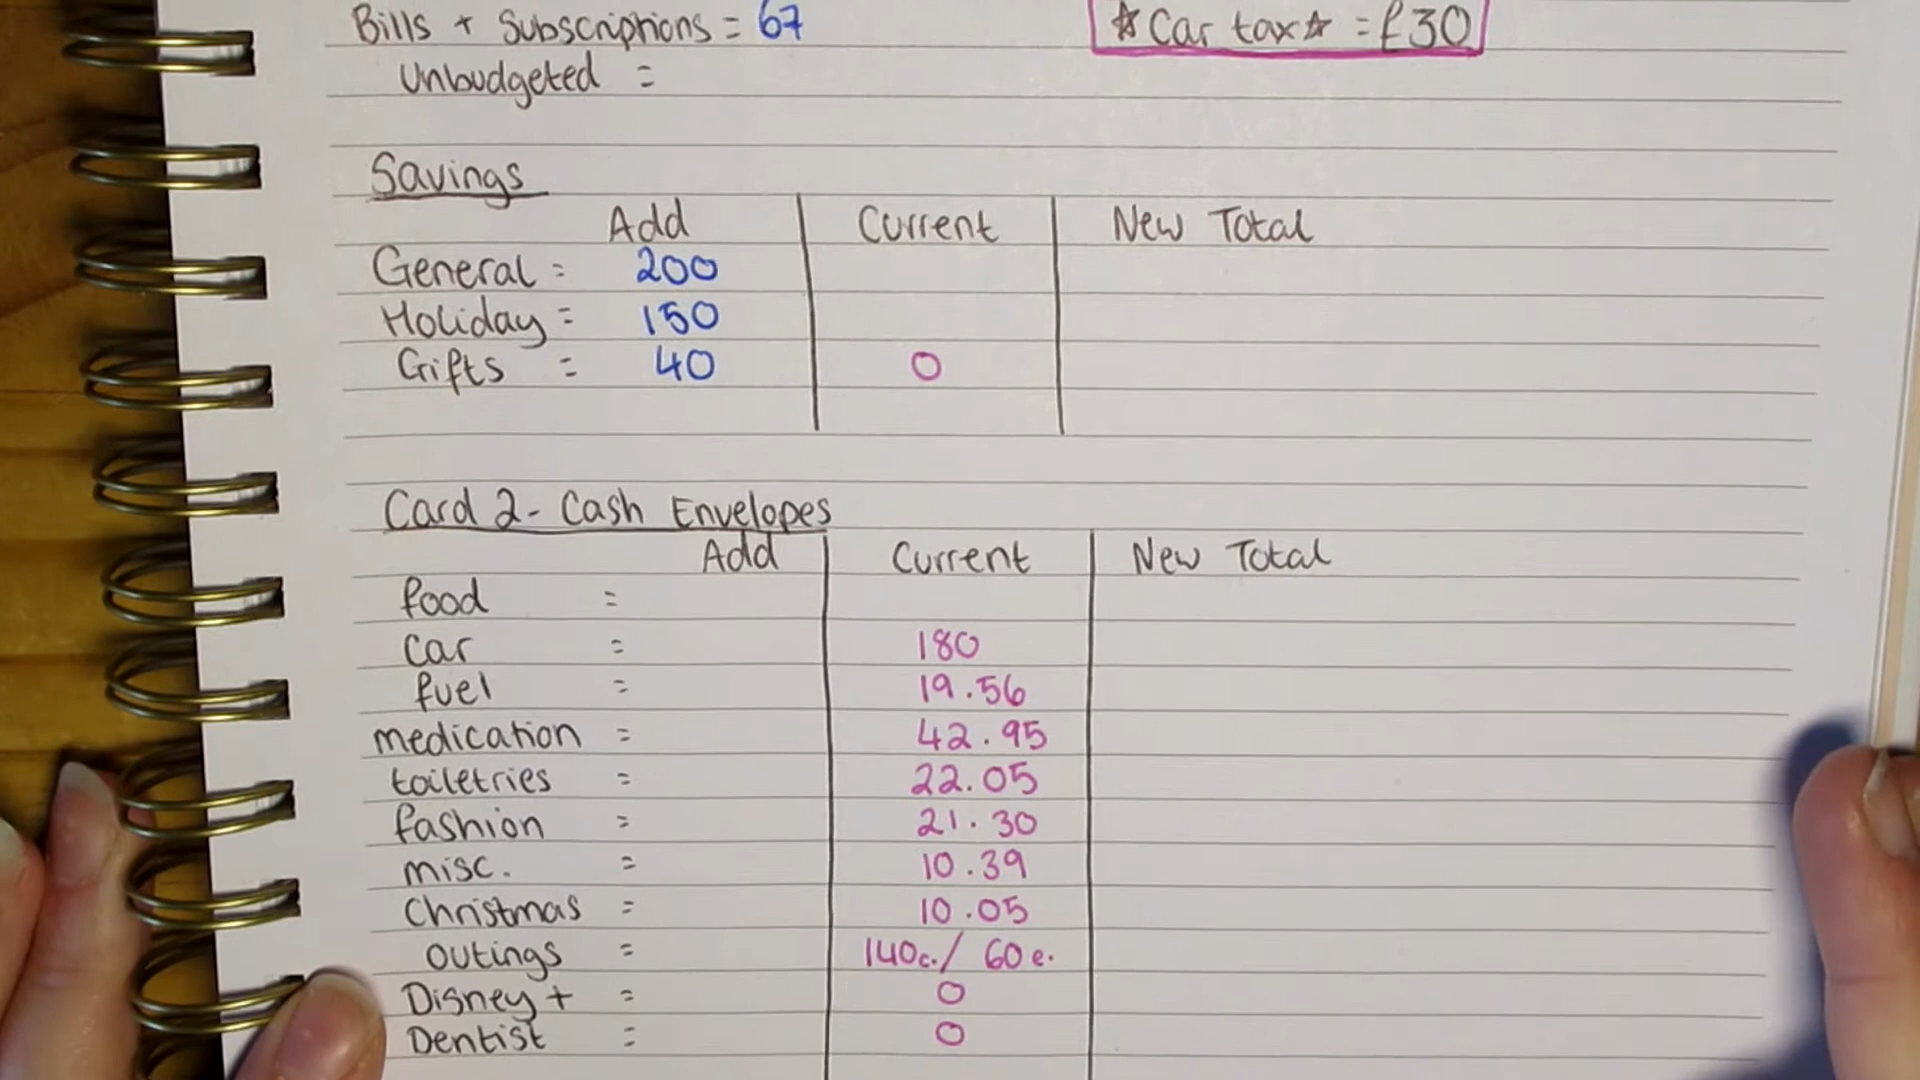 Bills + Subscriptions = 67 ☆Car tax☆ = £30
Unbudgeted =
Savings
Add Current New Total
General = 200
Holiday = 150
Gifts = 40 0
Card 2 - Cash Envelopes
Add Current New Total
food =
car = 180
fuel = 19.56
medication = 42.95
toiletries = 22.05
fashion = 21.30
misc. = 10.39
Christmas = 10.05
outings = 140c./ 60e.
Disney + = 0
Dentist = 0